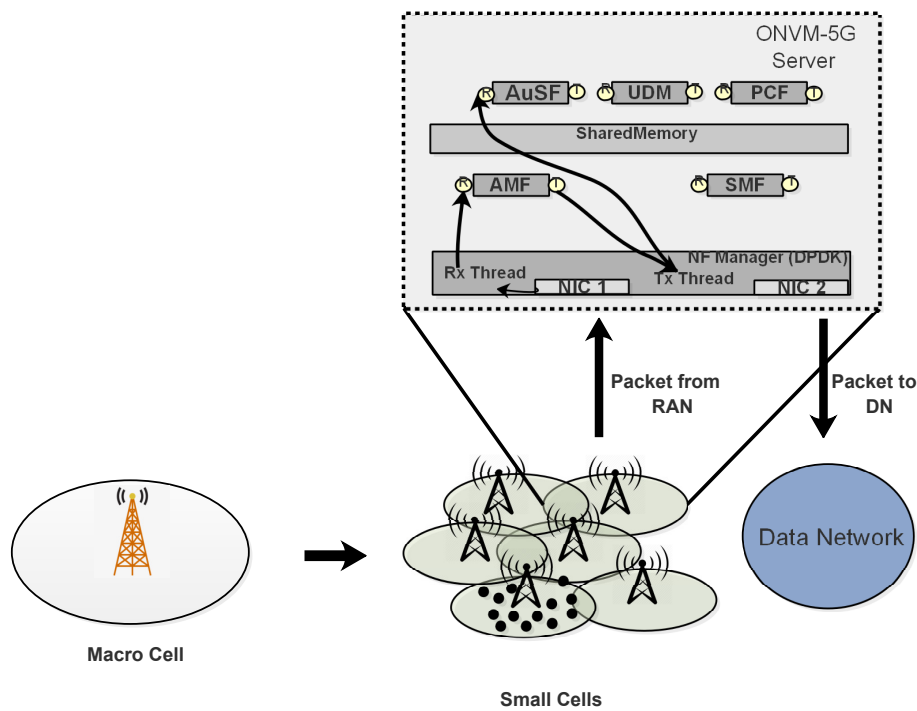 ONVM-5G
Server
R AuSF T R UDM T R PCF T
SharedMemory
R AMF T R SMF T
NF Manager (DPDK)
Rx Thread Tx Thread
NIC 1 NIC 2
Packet from
RAN
Packet to
DN
Data Network
Macro Cell
Small Cells